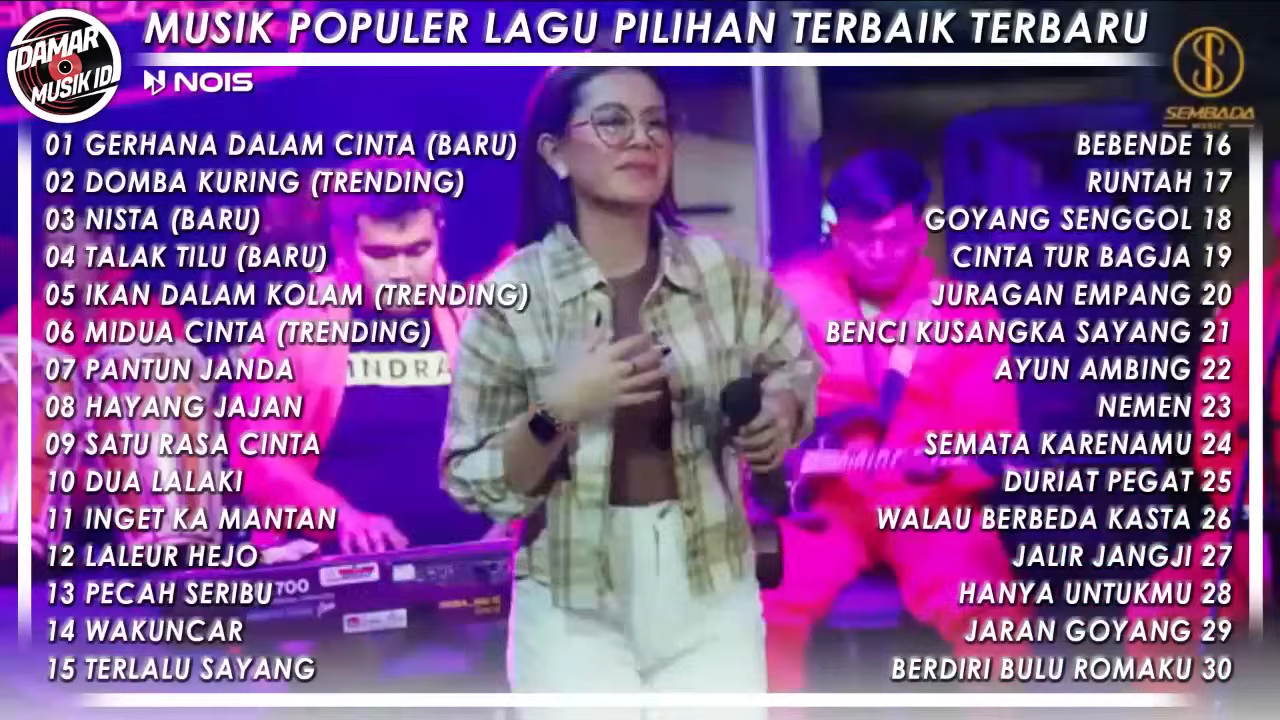 DAMAR
MUSIK ID
MUSIK POPULER LAGU PILIHAN TERBAIK TERBARU
NOIS
SEMBADA
MUSIC
01 GERHANA DALAM CINTA (BARU)
02 DOMBA KURING (TRENDING)
03 NISTA (BARU)
04 TALAK TILU (BARU)
05 IKAN DALAM KOLAM (TRENDING)
06 MIDUA CINTA (TRENDING)
07 PANTUN JANDA
INDRA
08 HAYANG JAJAN
09 SATU RASA CINTA
10 DUA LALAKI
11 INGET KA MANTAN
12 LALEUR HEJO
13 PECAH SERIBU
700
14 WAKUNCAR
15 TERLALU SAYANG
BEBENDE 16
RUNTAH 17
GOYANG SENGGOL 18
CINTA TUR BAGJA 19
JURAGAN EMPANG 20
BENCI KUSANGKA SAYANG 21
AYUN AMBING 22
NEMEN 23
SEMATA KARENAMU 24
DURIAT PEGAT 25
WALAU BERBEDA KASTA 26
JALIR JANGJI 27
HANYA UNTUKMU 28
JARAN GOYANG 29
BERDIRI BULU ROMAKU 30